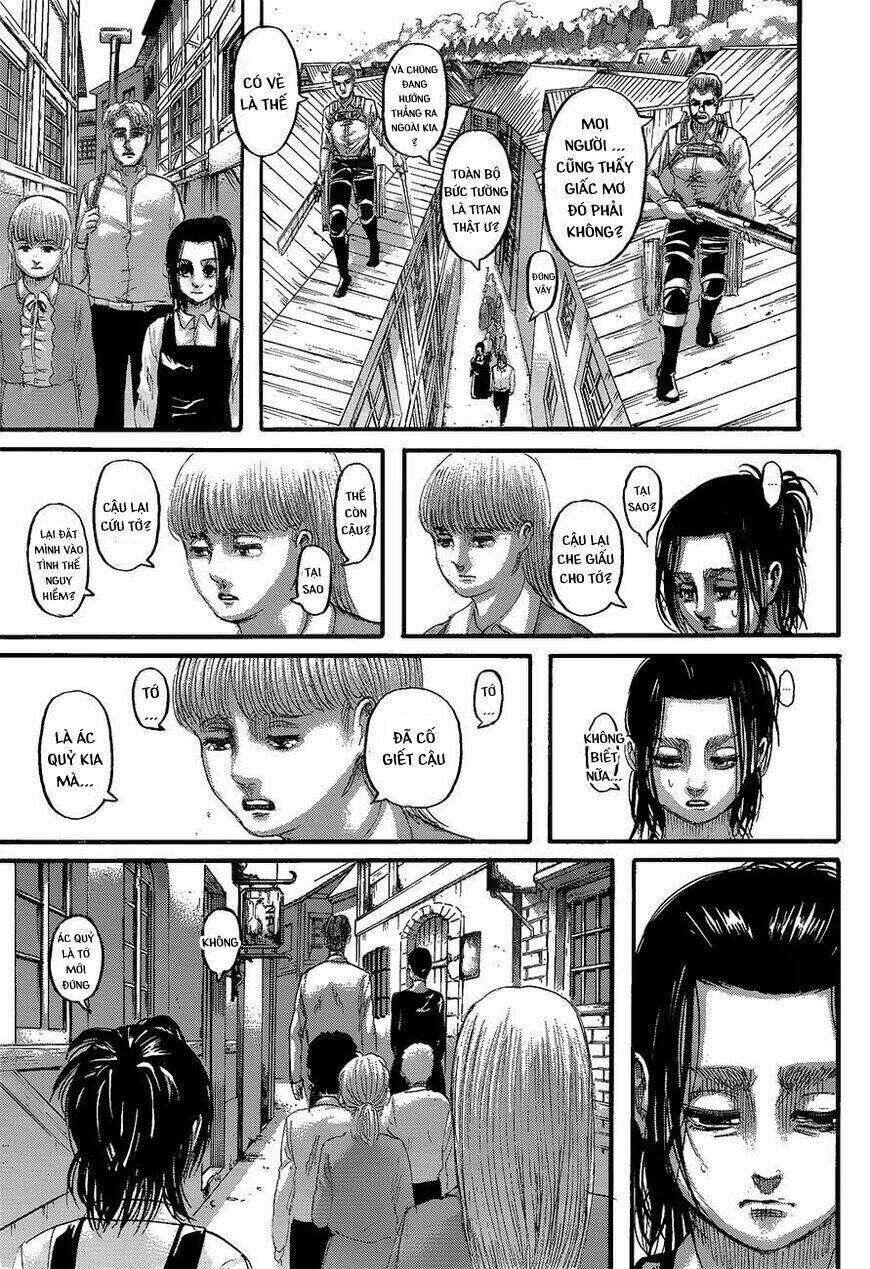 MỌI
NGƯỜI ...
CŨNG THẤY
GIẤC MƠ
ĐÓ PHẢI
KHÔNG?
ĐÚNG
VẬY
TOÀN BỘ
BỨC TƯỜNG
LÀ TITAN
THẬT Ư?
VÀ CHÚNG
ĐANG
HƯỚNG
THẲNG RA
NGOÀI KIA
?
CÓ VẺ
LÀ THẾ
...
TẠI
SAO?
CẬU LẠI
CHE GIẤU
CHO TỚ?
THẾ
CÒN
CẬU?
TẠI
SAO
CẬU LẠI
CỨU TỚ?
LẠI ĐẶT
MÌNH VÀO
TÌNH THẾ
NGUY
HIỂM?
...
KHÔNG
BIẾT
NỮA...
TỚ
...
ĐÃ CỐ
GIẾT CẬU
TỚ
...
LÀ ÁC
QUỶ KIA
MÀ...
KHÔNG
ÁC QUỶ
LÀ TỚ
MỚI
ĐÚNG